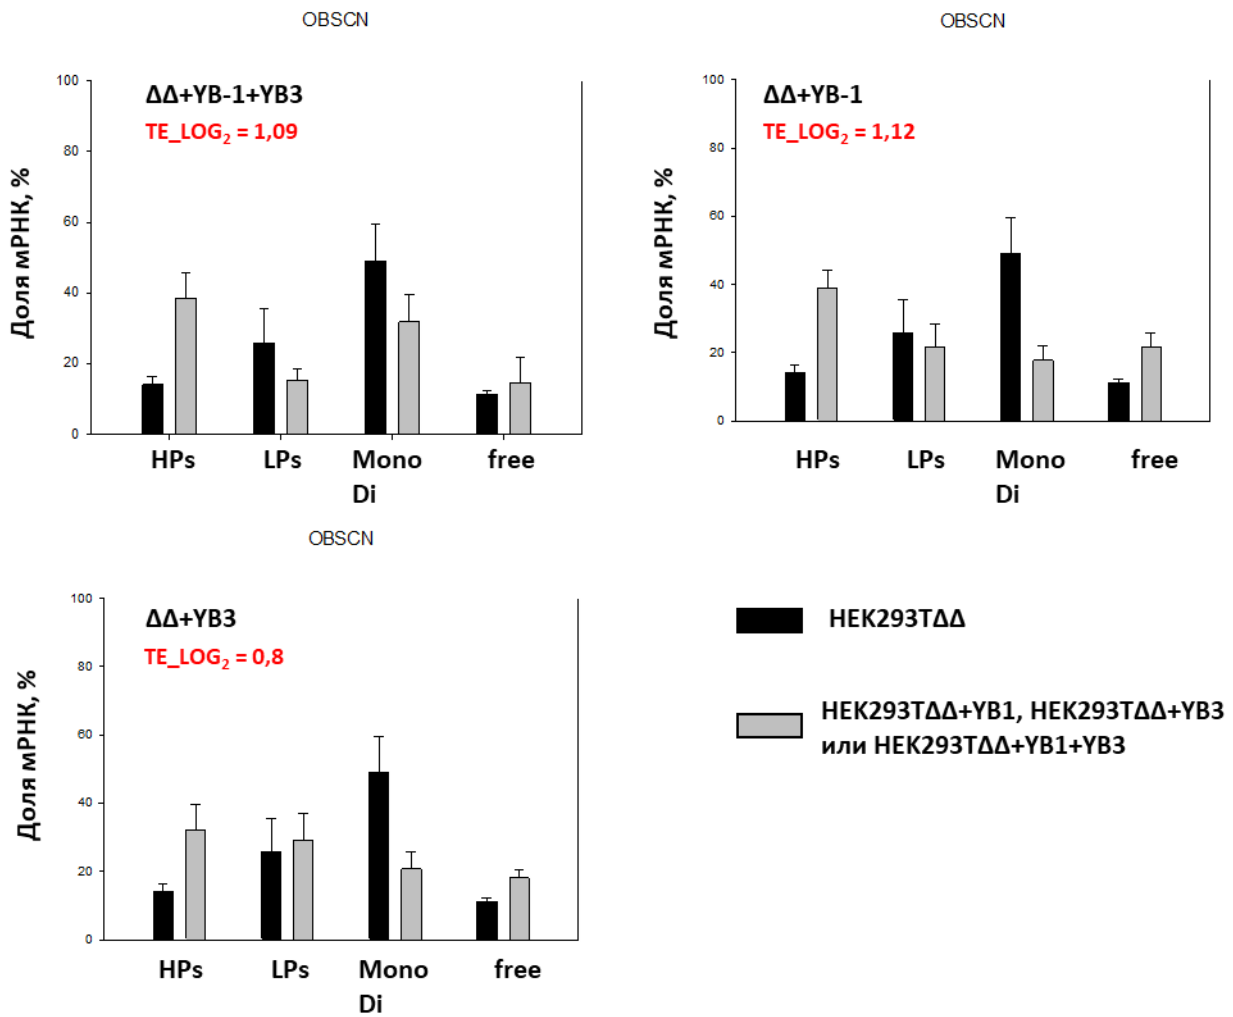 OBSCN
ΔΔ+YB-1+YB3
TE_LOG₂ = 1,09
Доля мРНК, %
100
80
60
40
20
0
HPs LPs Mono free
Di
OBSCN
ΔΔ+YB-1
TE_LOG₂ = 1,12
Доля мРНК, %
100
80
60
40
20
0
HPs LPs Mono free
Di
OBSCN
ΔΔ+YB3
TE_LOG₂ = 0,8
Доля мРНК, %
100
80
60
40
20
0
HPs LPs Mono free
Di
HEK293TΔΔ
HEK293TΔΔ+YB1, HEK293TΔΔ+YB3
или HEK293TΔΔ+YB1+YB3